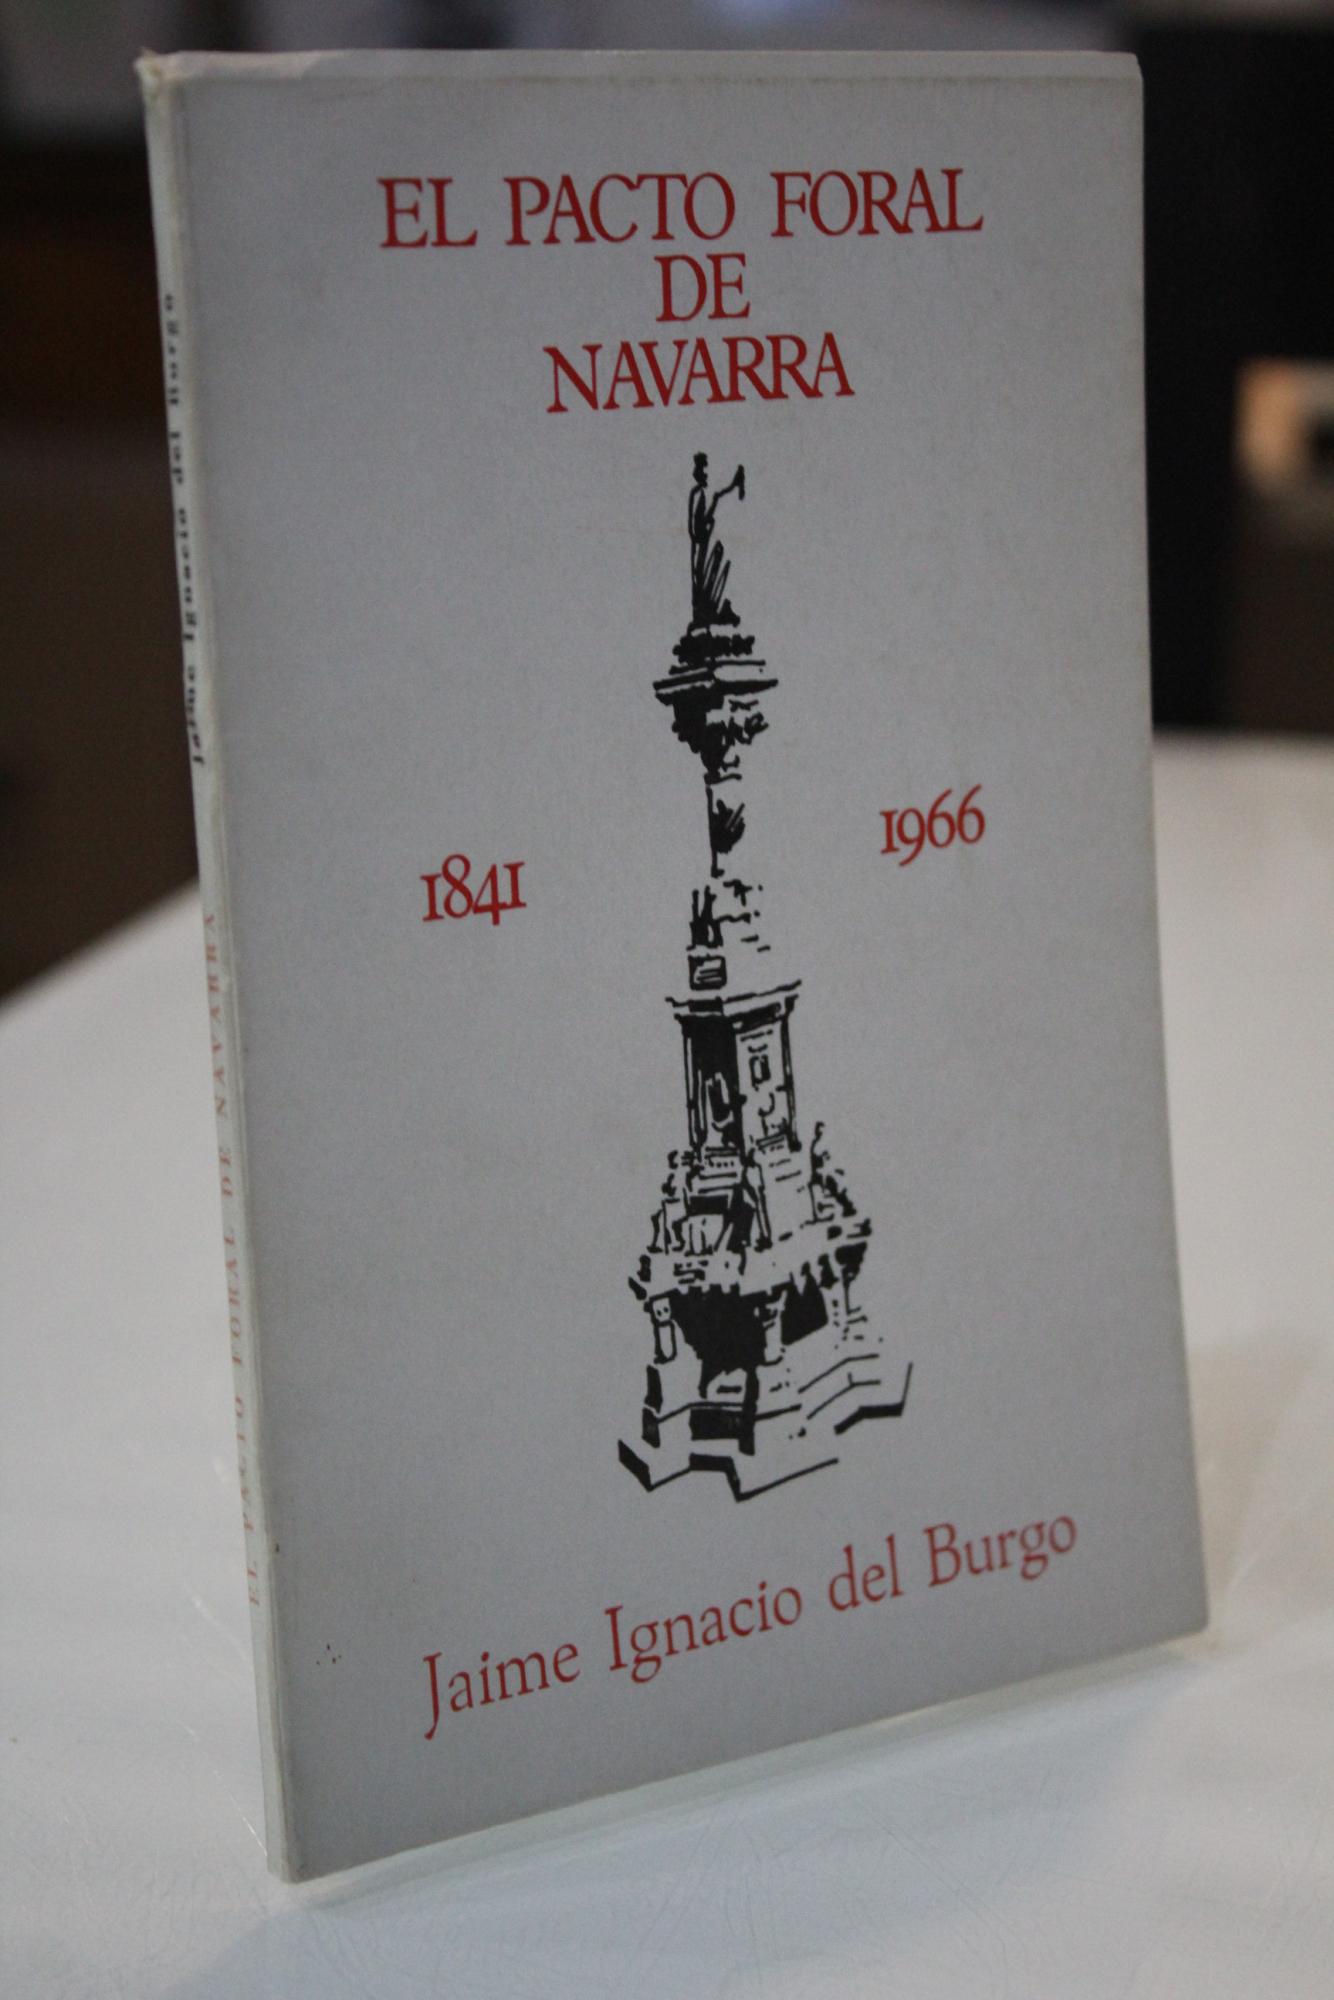 EL PACTO FORAL
DE
NAVARRA
1841
1966
Jaime Ignacio del Burgo
Jaime Ignacio del Burgo
EL PACTO FORAL DE NAVARRA